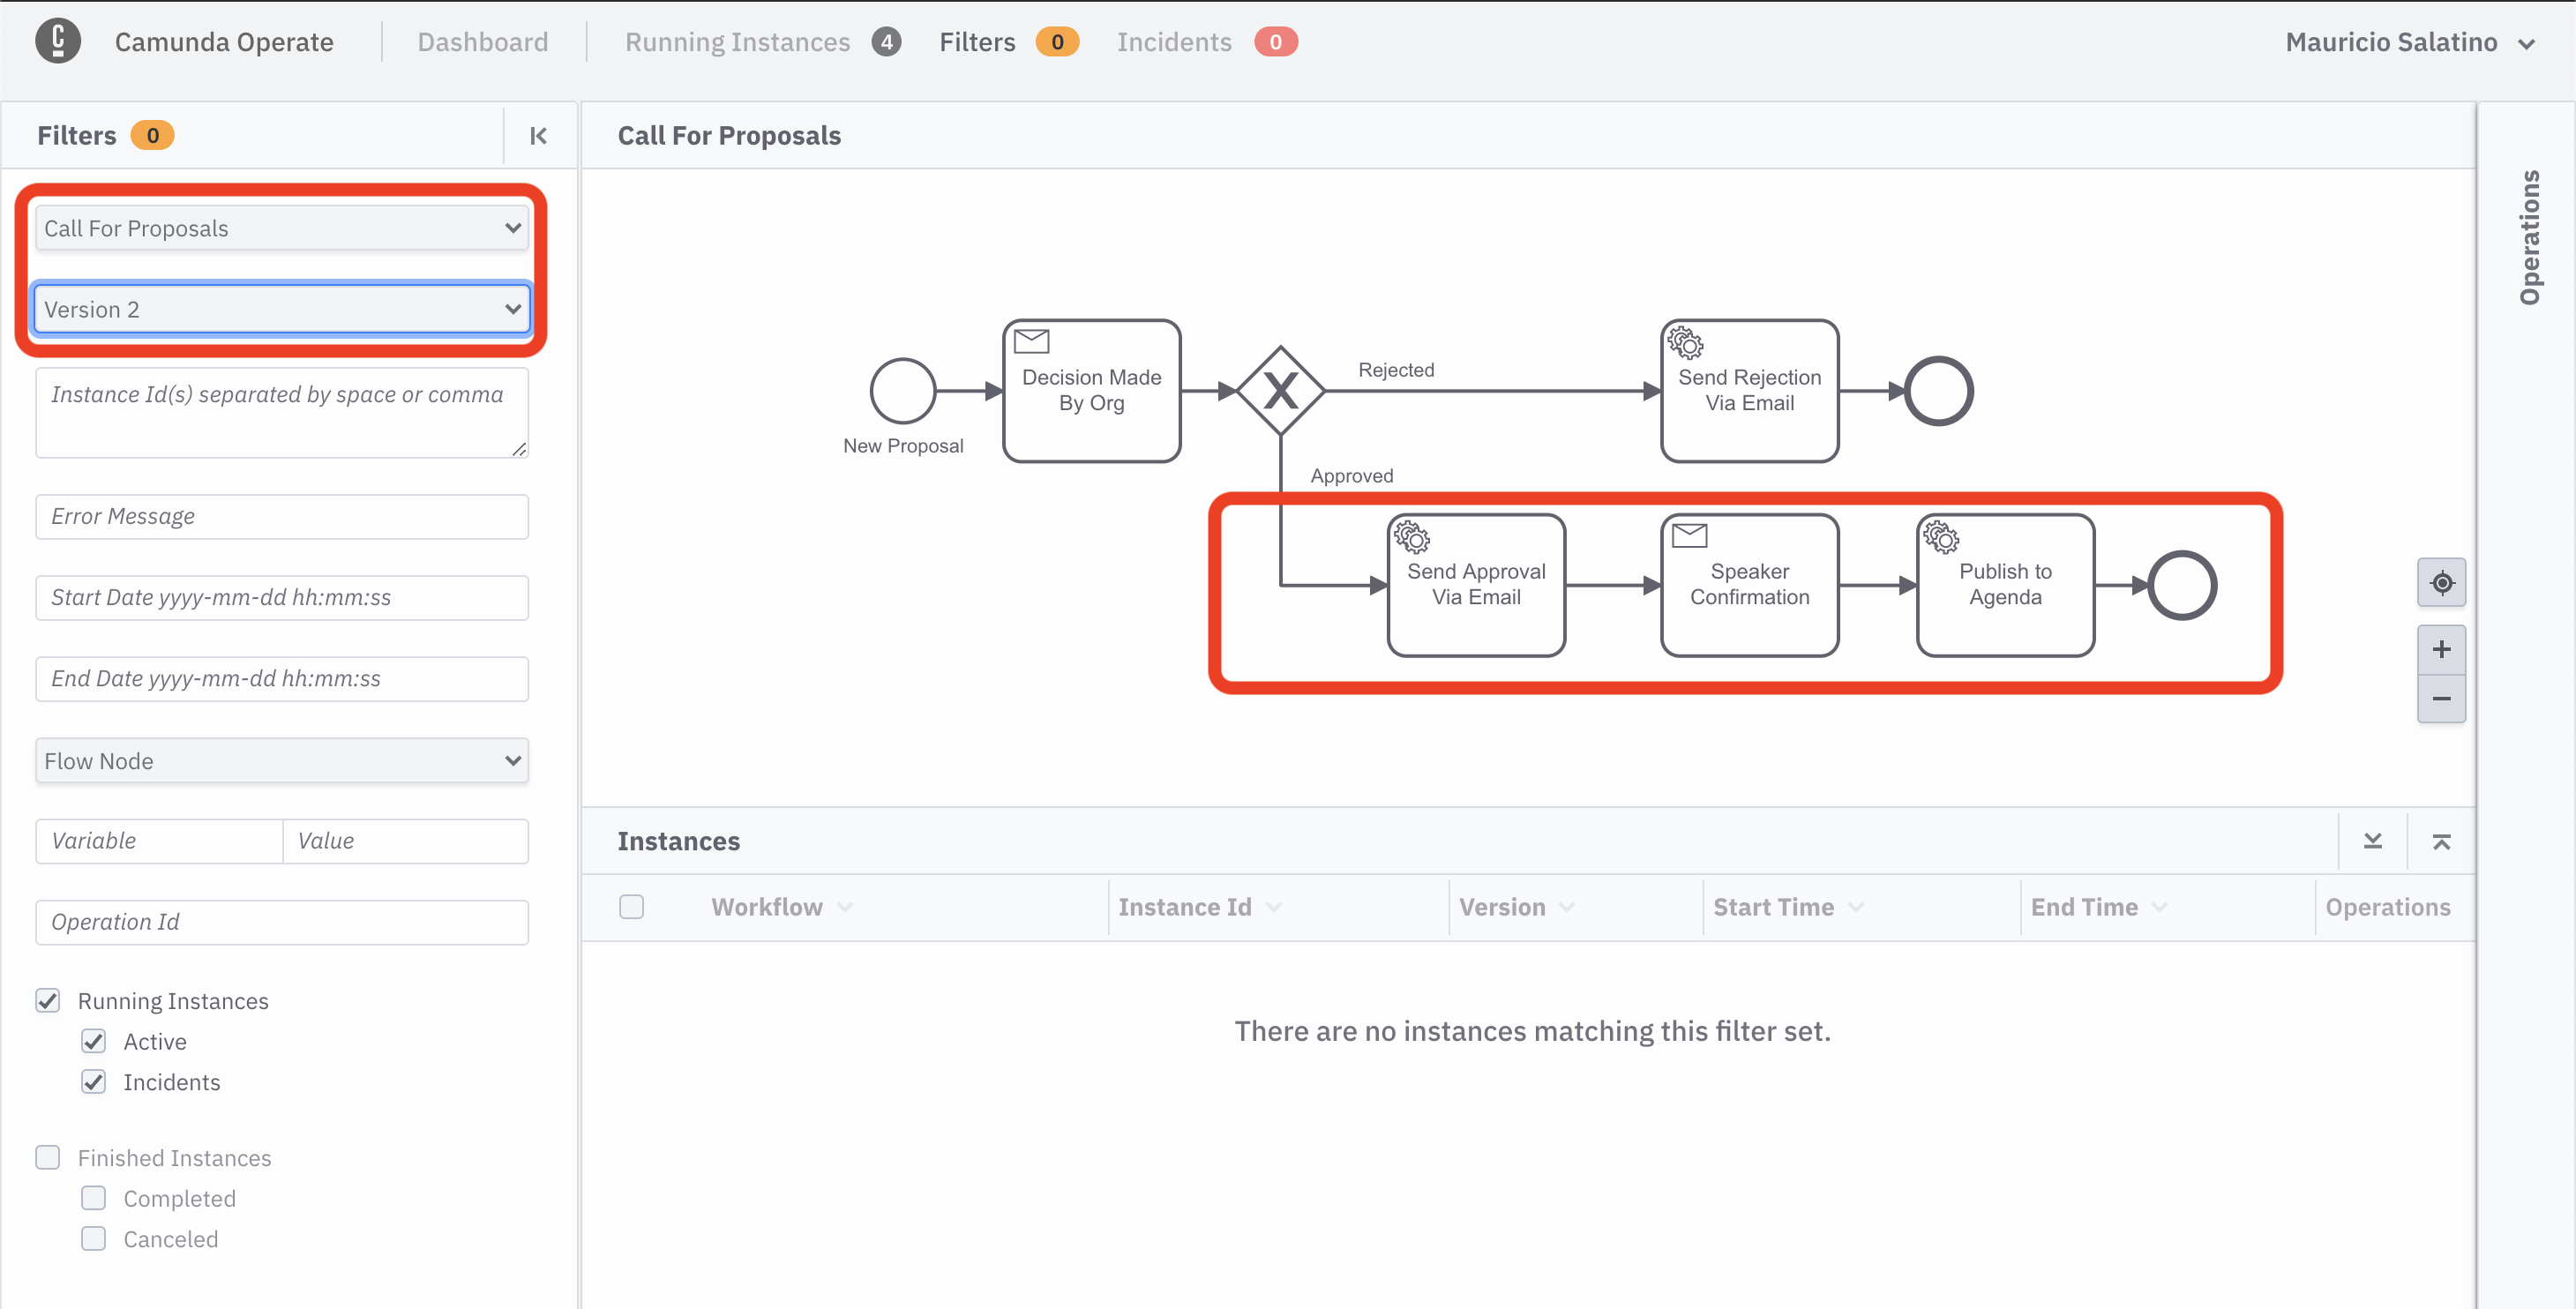 Camunda Operate
Dashboard
Running Instances 4
Filters 0
Incidents 0
Mauricio Salatino
Filters 0
Call For Proposals
Version 2
Instance Id(s) separated by space or comma
Error Message
Start Date yyyy-mm-dd hh:mm:ss
End Date yyyy-mm-dd hh:mm:ss
Flow Node
Variable
Value
Operation Id
Running Instances
Active
Incidents
Finished Instances
Completed
Canceled
Call For Proposals
New Proposal
Decision Made
By Org
X
Rejected
Send Rejection
Via Email
Approved
Send Approval
Via Email
Speaker
Confirmation
Publish to
Agenda
+
−
Instances
Workflow
Instance Id
Version
Start Time
End Time
Operations
There are no instances matching this filter set.
Operations